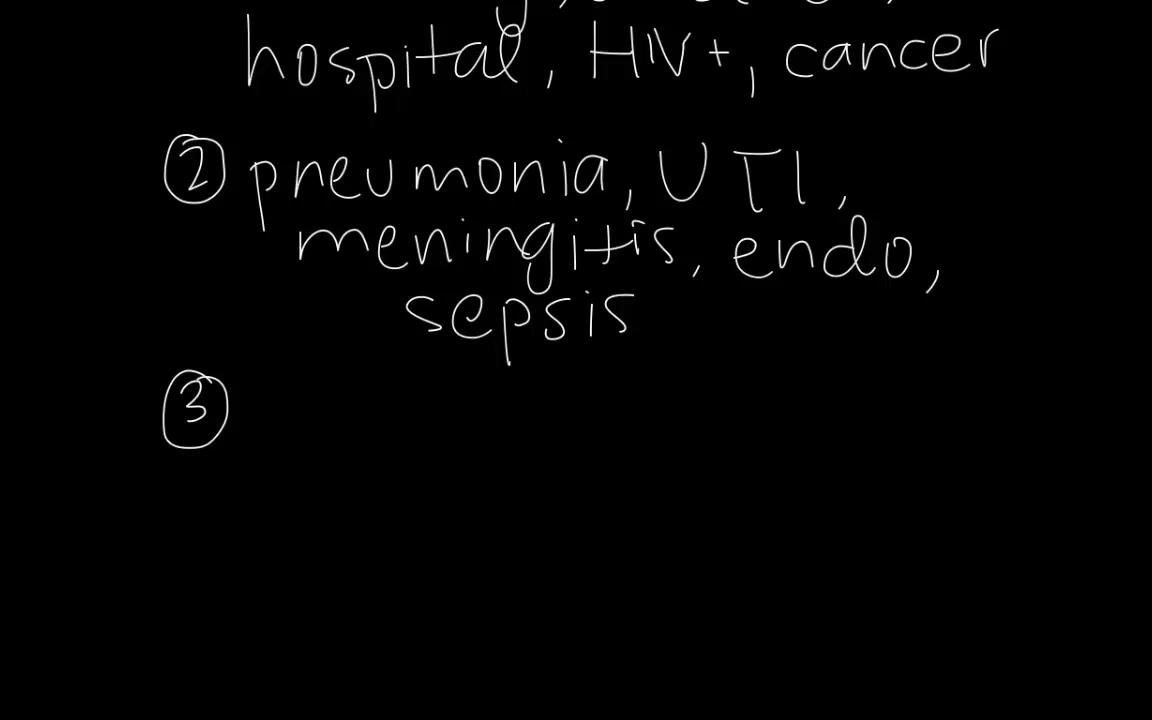 hospital, HIV+, cancer
② pneumonia, UTI,
meningitis, endo,
sepsis
③